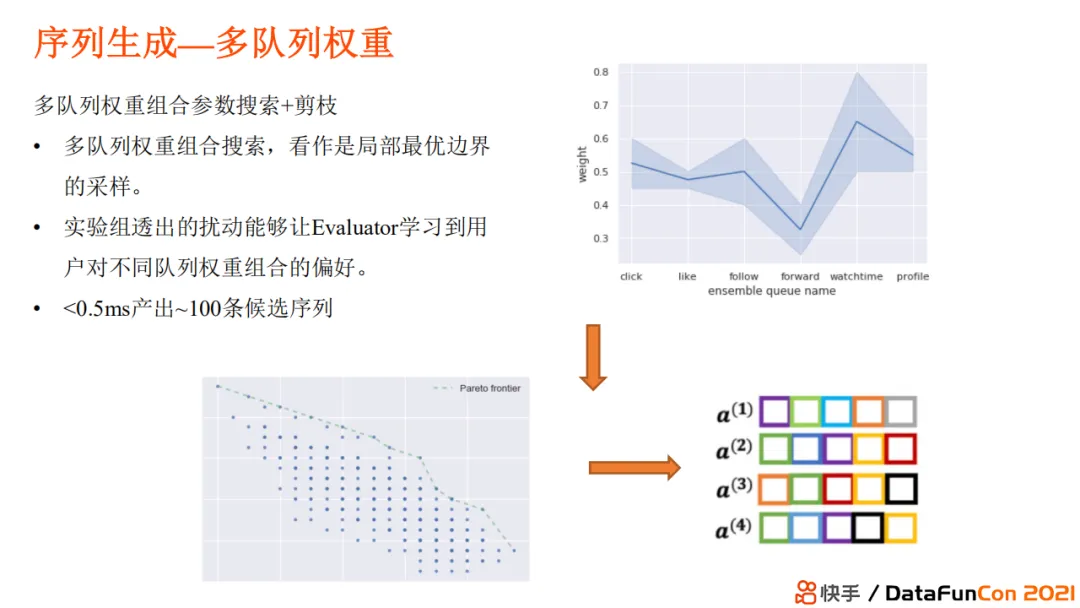 序列生成—多队列权重
多队列权重组合参数搜索+剪枝
• 多队列权重组合搜索，看作是局部最优边界
的采样。
• 实验组透出的扰动能够让Evaluator学习到用
户对不同队列权重组合的偏好。
• <0.5ms产出~100条候选序列
0.8
0.7
0.6
0.5
0.4
0.3
weight
click like follow forward watchtime profile
ensemble queue name
Pareto frontier
a(1)
a(2)
a(3)
a(4)
快手 / DataFunCon 2021